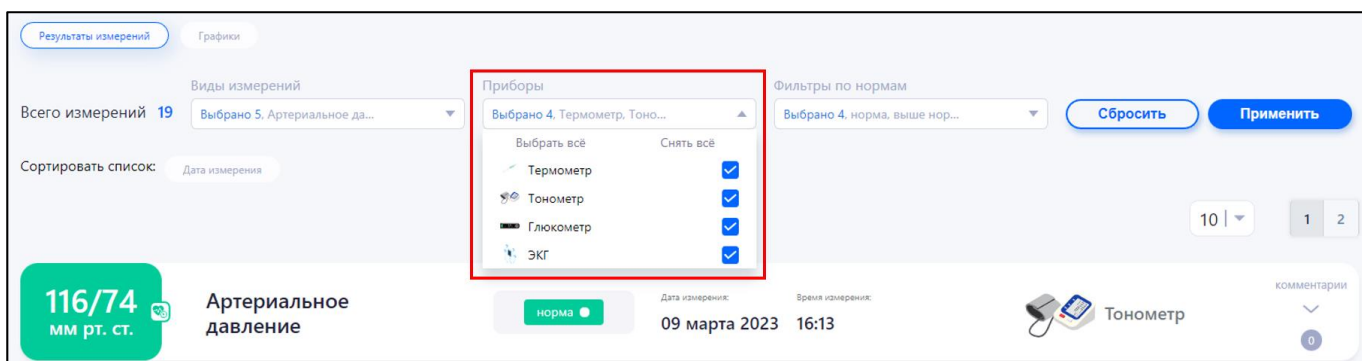 Результаты измерений
Графики
Виды измерений
Приборы
Фильтры по нормам
Всего измерений 19
Выбрано 5, Артериальное да...
Выбрано 4, Термометр, Тоно...
Выбрано 4, норма, выше нор...
Сбросить
Применить
Выбрать всё
Снять всё
Сортировать список:
Дата измерения
Термометр
Тонометр
Глюкометр
ЭКГ
10
1
2
116/74
мм рт. ст.
Артериальное
давление
норма
Дата измерения:
09 марта 2023
Время измерения:
16:13
Тонометр
комментарии
0